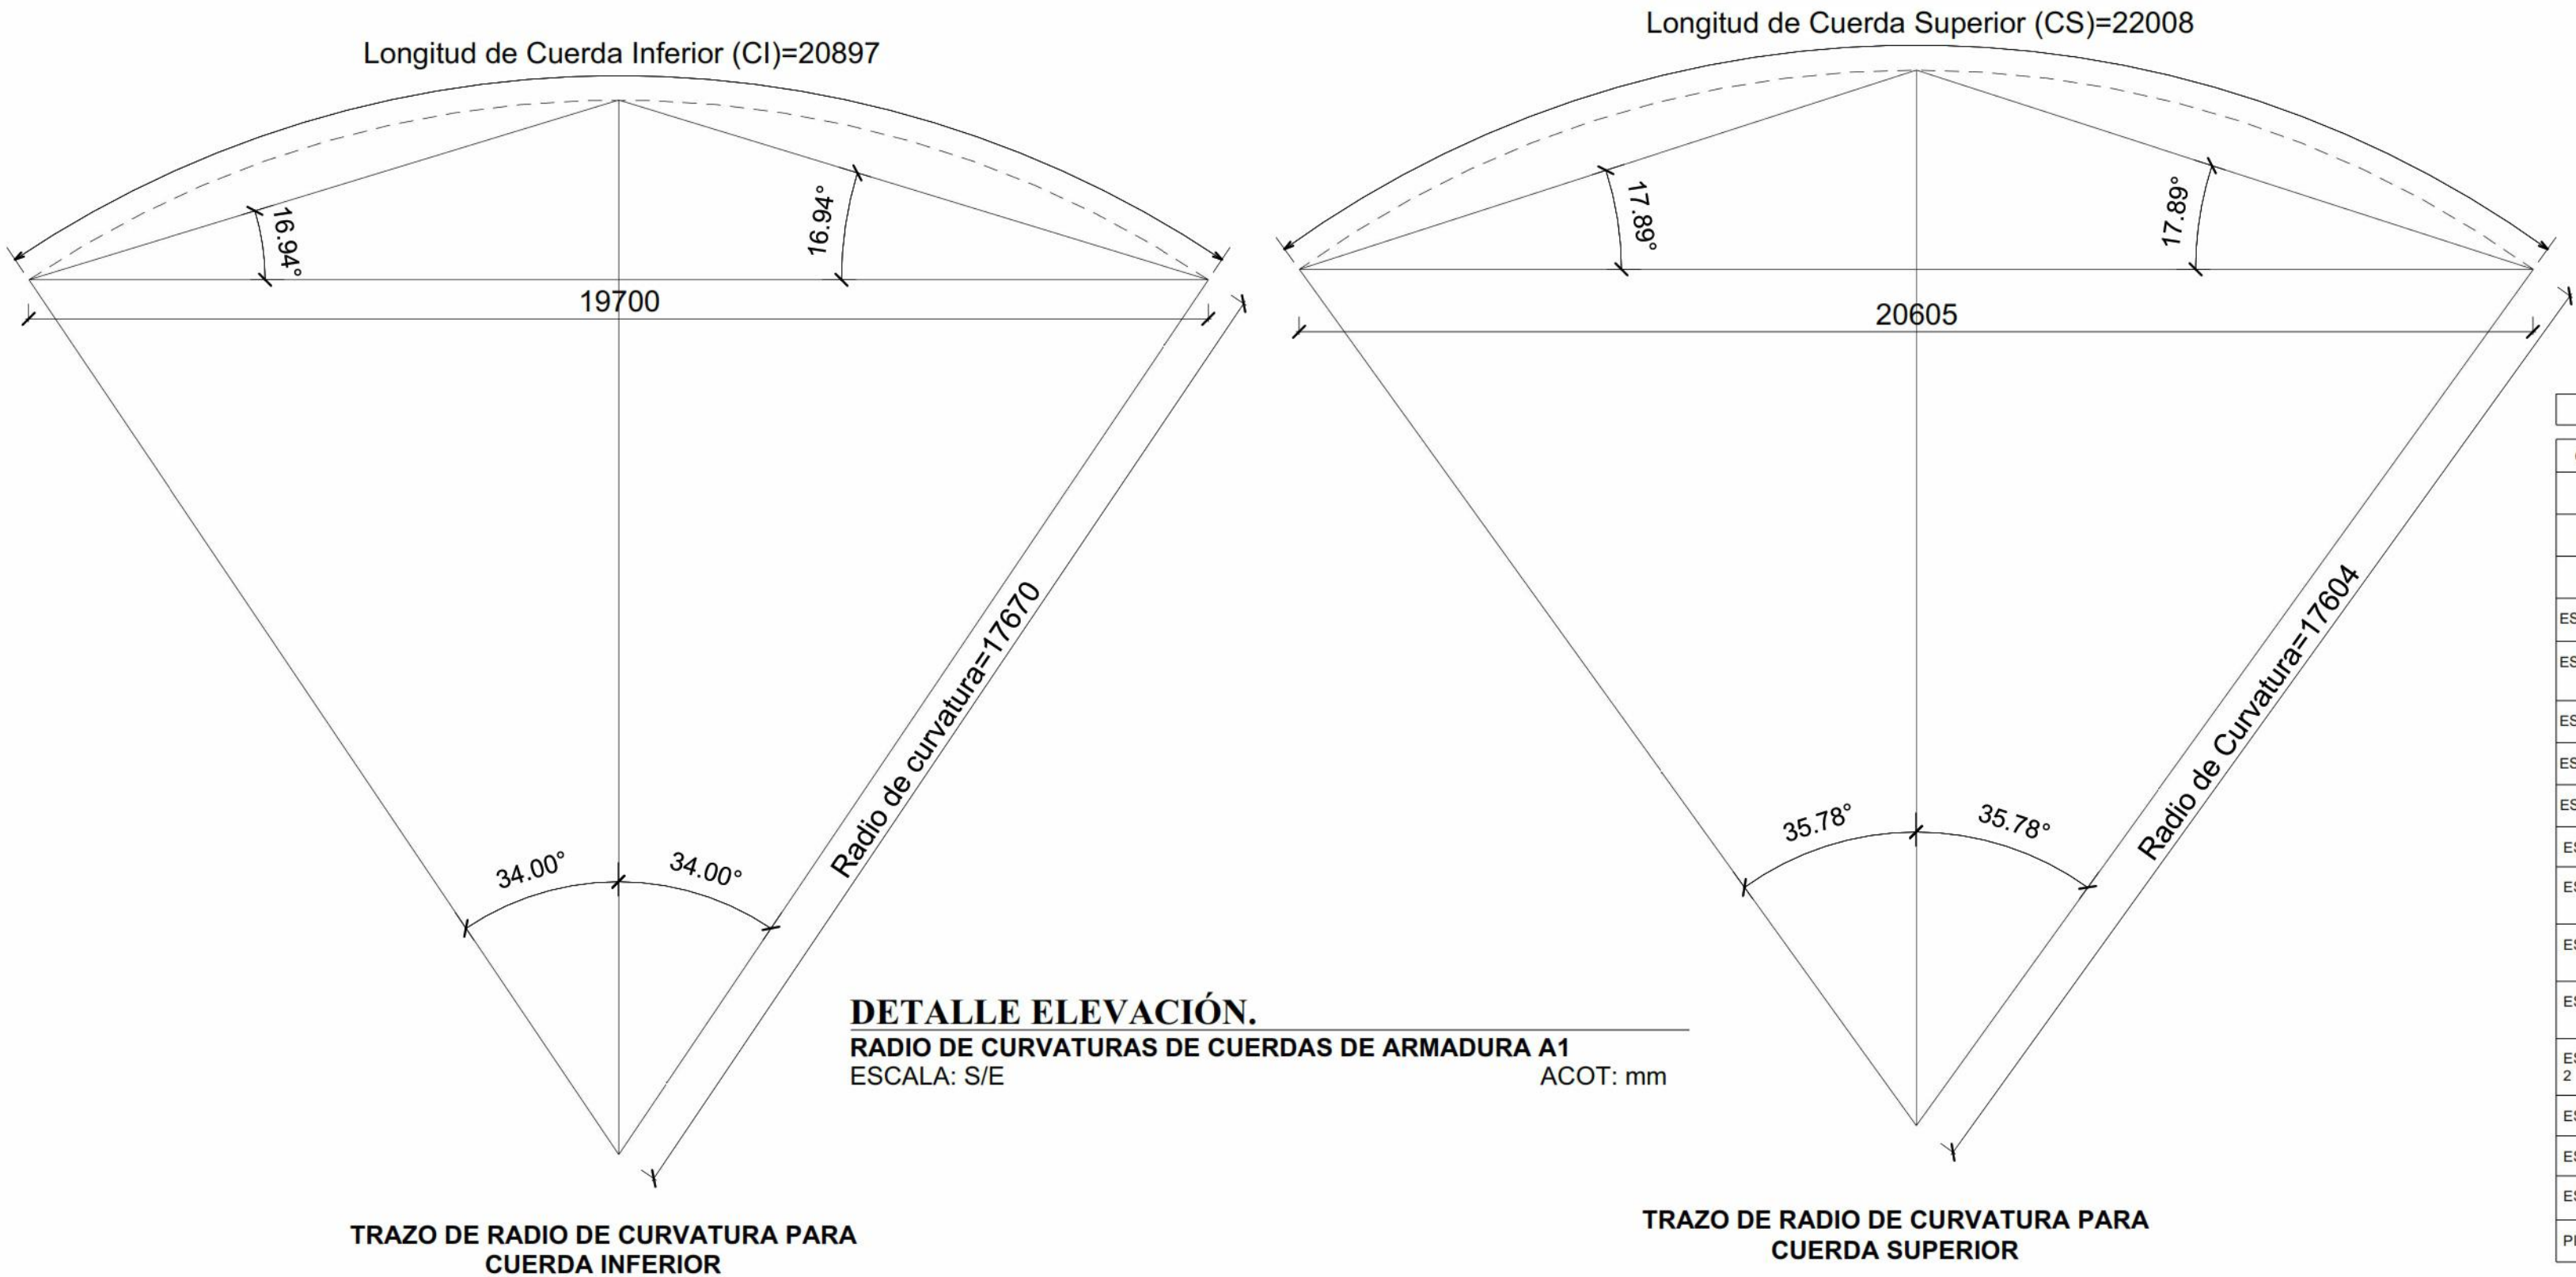 Longitud de Cuerda Inferior (CI)=20897
16.94°
16.94°
19700
Radio de curvatura=17670
34.00°
34.00°
TRAZO DE RADIO DE CURVATURA PARA
CUERDA INFERIOR
Longitud de Cuerda Superior (CS)=22008
17.89°
17.89°
20605
Radio de Curvatura=17604
35.78°
35.78°
TRAZO DE RADIO DE CURVATURA PARA
CUERDA SUPERIOR
DETALLE ELEVACIÓN.
RADIO DE CURVATURAS DE CUERDAS DE ARMADURA A1
ESCALA: S/E ACOT: mm
2